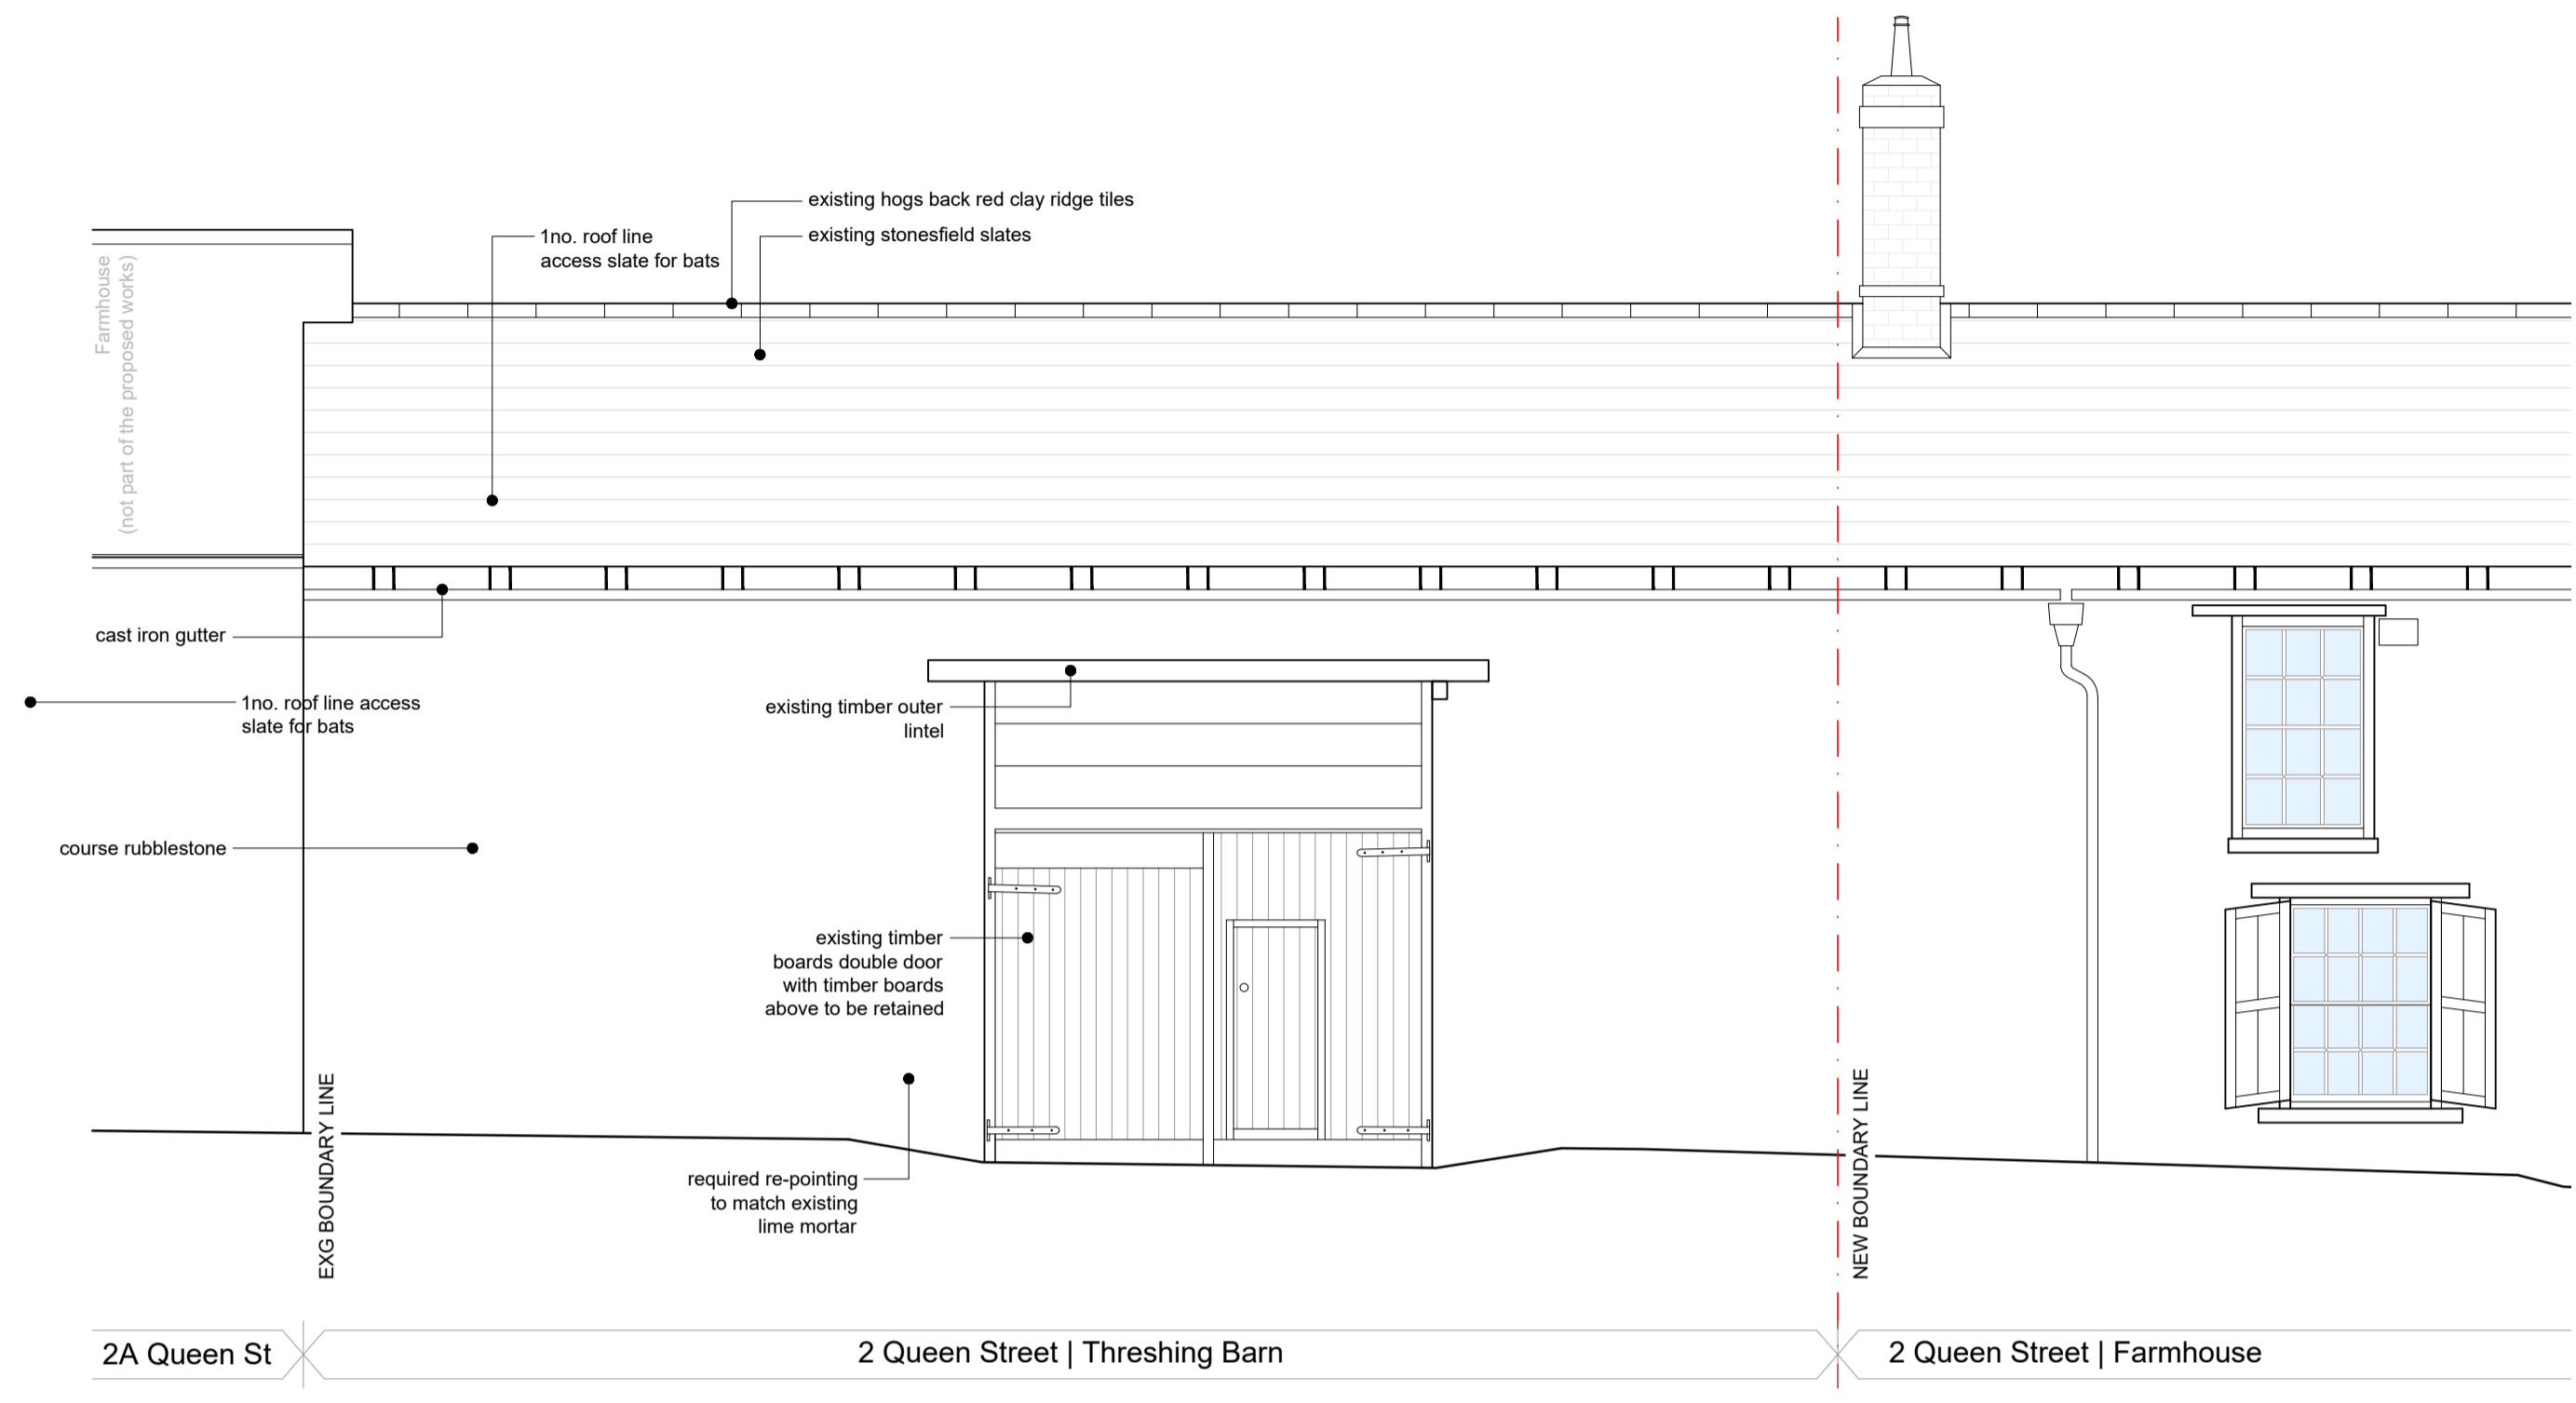 existing hogs back red clay ridge tiles
1no. roof line
access slate for bats
existing stonesfield slates
Farmhouse
(not part of the proposed works)
cast iron gutter
1no. roof line access
slate for bats
existing timber outer
lintel
course rubblestone
existing timber
boards double door
with timber boards
above to be retained
required re-pointing
to match existing
lime mortar
EXG BOUNDARY LINE
NEW BOUNDARY LINE
2A Queen St
2 Queen Street | Threshing Barn
2 Queen Street | Farmhouse